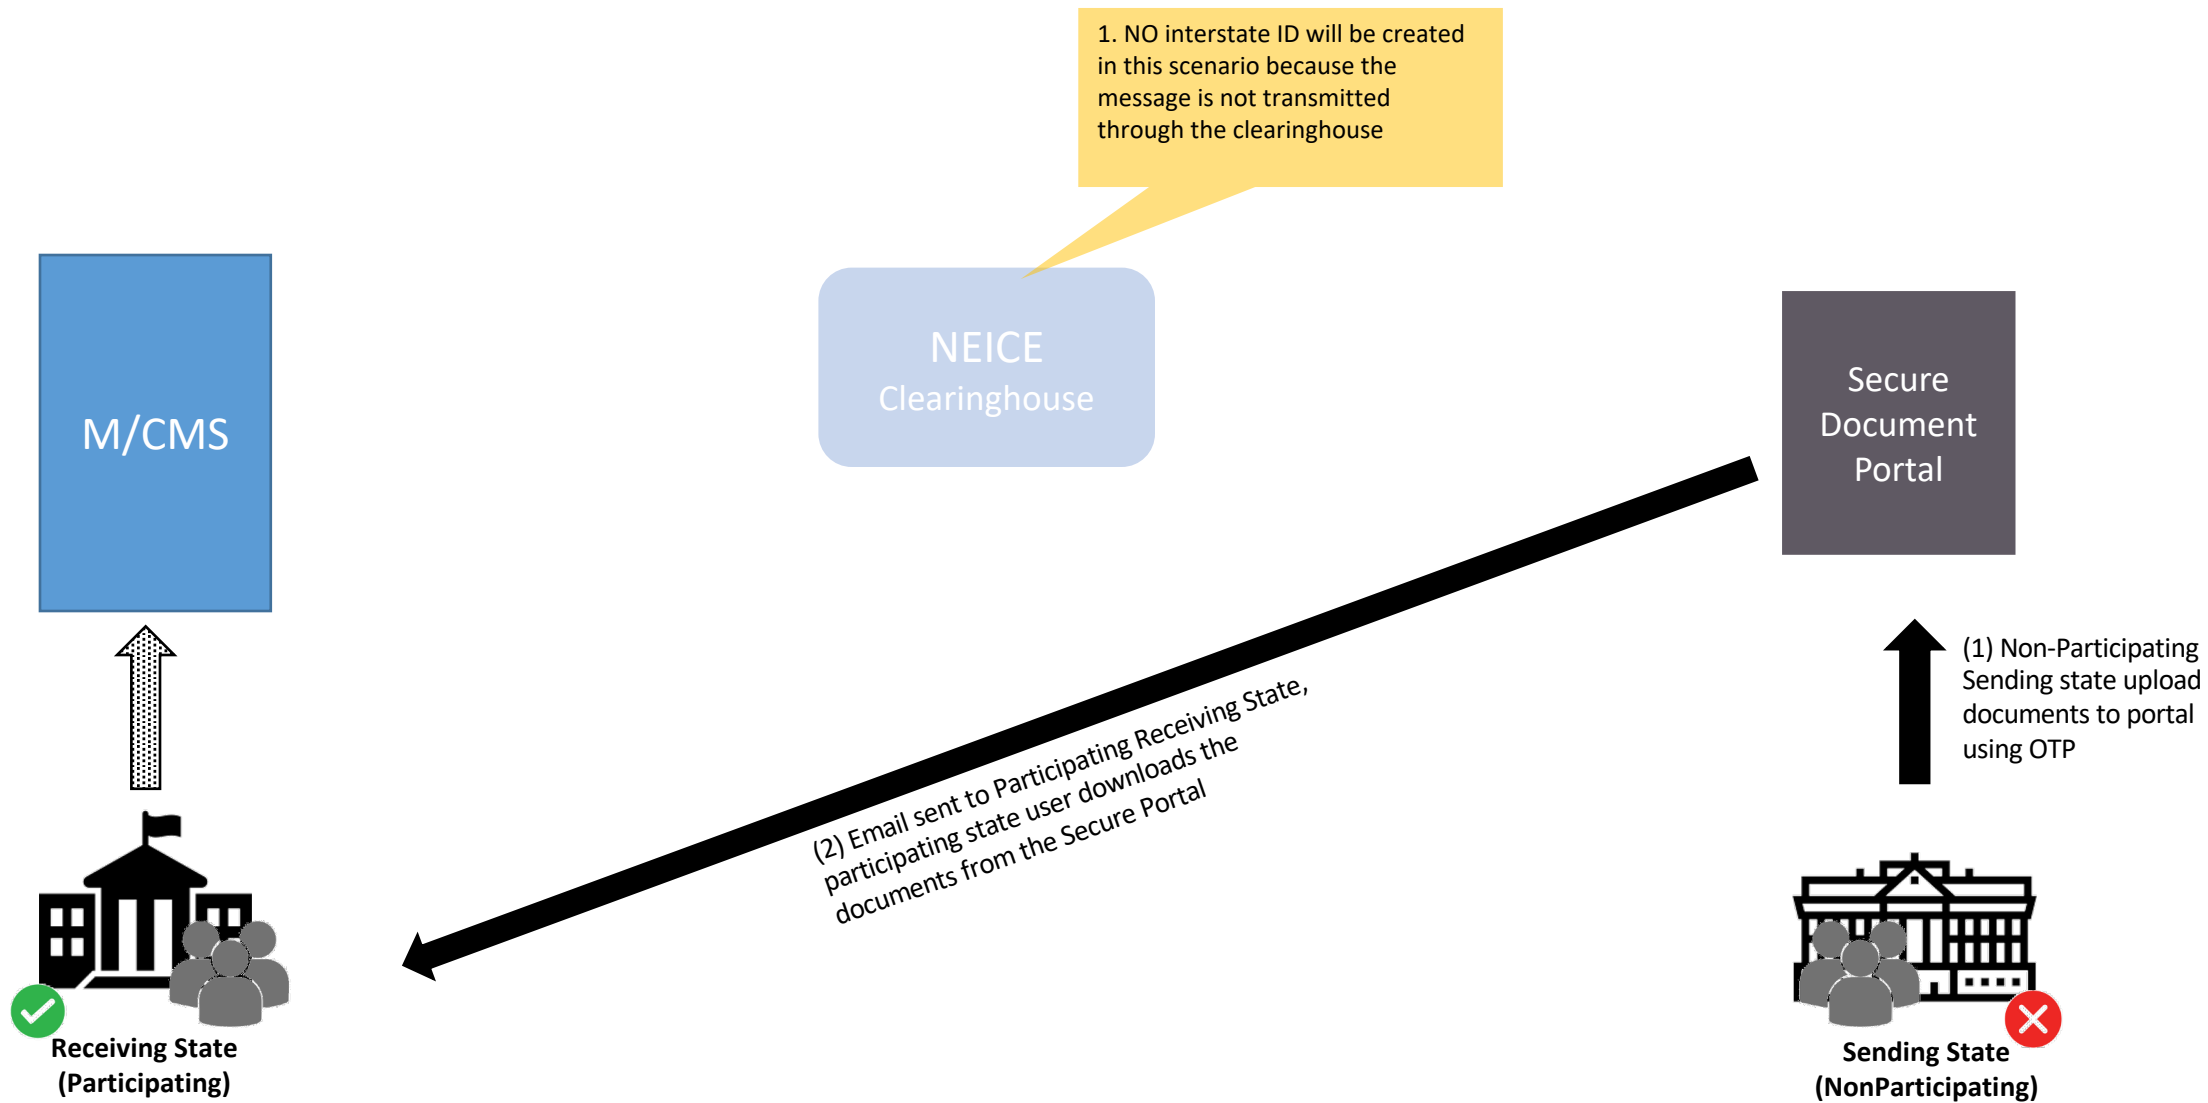 1. NO interstate ID will be created
in this scenario because the
message is not transmitted
through the clearinghouse
M/CMS
NEICE
Clearinghouse
Secure
Document
Portal
(1) Non-Participating
Sending state upload
documents to portal
using OTP
(2) Email sent to Participating Receiving State,
participating state user downloads the
documents from the Secure Portal
Receiving State
(Participating)
Sending State
(NonParticipating)